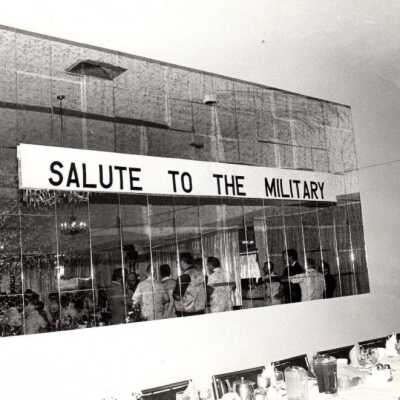 SALUTE TO THE MILITARY